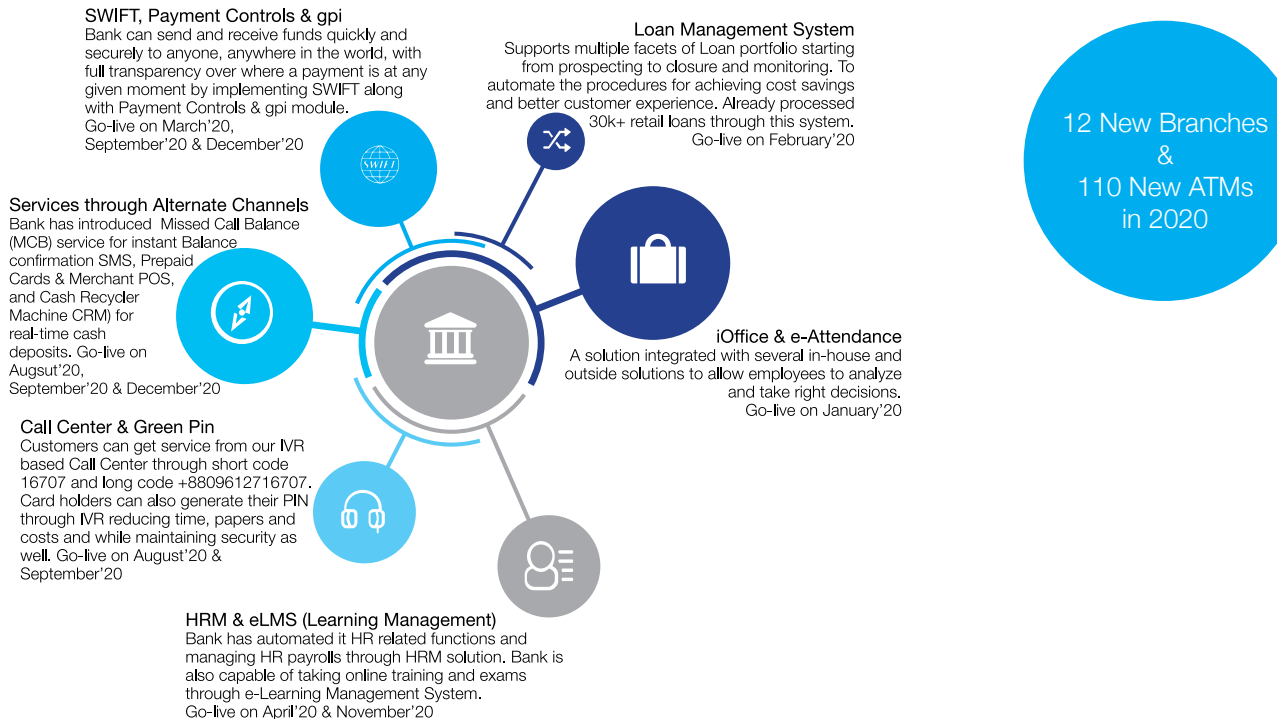 SWIFT, Payment Controls & gpi
Bank can send and receive funds quickly and
securely to anyone, anywhere in the world, with
full transparency over where a payment is at any
given moment by implementing SWIFT along
with Payment Controls & gpi module.
Go-live on March'20,
September'20 & December'20
SWIFT
Loan Management System
Supports multiple facets of Loan portfolio starting
from prospecting to closure and monitoring. To
automate the procedures for achieving cost savings
and better customer experience. Already processed
30k+ retail loans through this system.
Go-live on February'20
12 New Branches
&
110 New ATMs
in 2020
Services through Alternate Channels
Bank has introduced Missed Call Balance
(MCB) service for instant Balance
confirmation SMS, Prepaid
Cards & Merchant POS,
and Cash Recycler
Machine CRM) for
real-time cash
deposits. Go-live on
Augsut'20,
September'20 & December'20
iOffice & e-Attendance
A solution integrated with several in-house and
outside solutions to allow employees to analyze
and take right decisions.
Go-live on January'20
Call Center & Green Pin
Customers can get service from our IVR
based Call Center through short code
16707 and long code +8809612716707.
Card holders can also generate their PIN
through IVR reducing time, papers and
costs and while maintaining security as
well. Go-live on August'20 &
September'20
HRM & eLMS (Learning Management)
Bank has automated it HR related functions and
managing HR payrolls through HRM solution. Bank is
also capable of taking online training and exams
through e-Learning Management System.
Go-live on April'20 & November'20